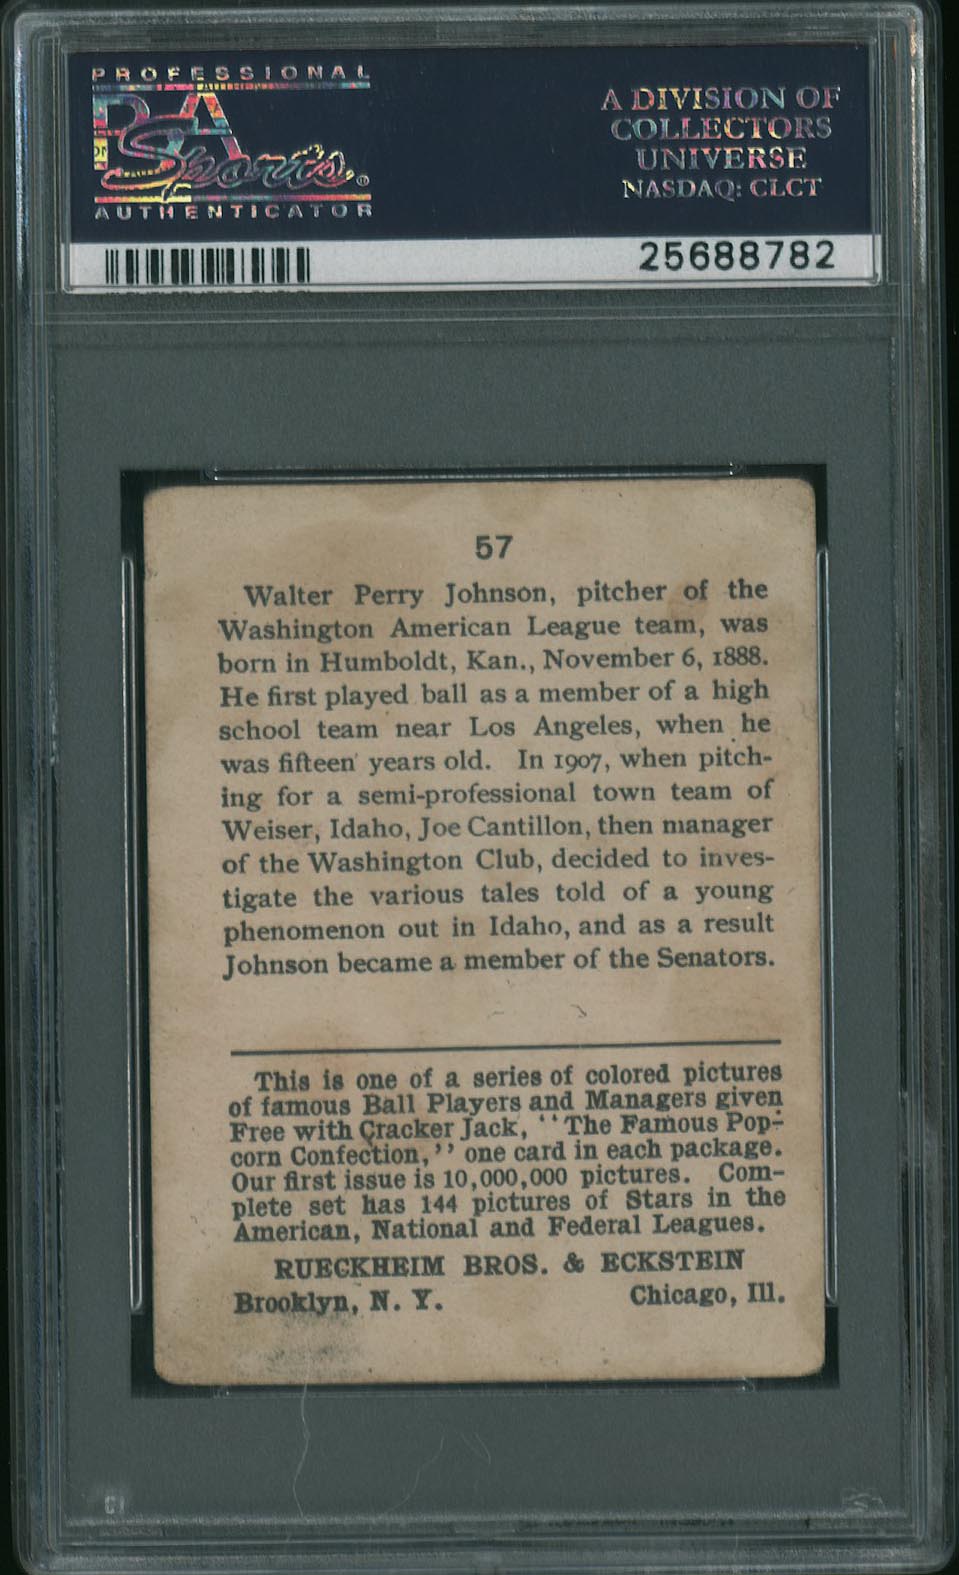 PROFESSIONAL
PSA
Sports®
AUTHENTICATOR
A DIVISION OF
COLLECTORS
UNIVERSE
NASDAQ: CLCT
25688782
57
Walter Perry Johnson, pitcher of the
Washington American League team, was
born in Humboldt, Kan., November 6, 1888.
He first played ball as a member of a high
school team near Los Angeles, when he
was fifteen years old. In 1907, when pitch-
ing for a semi-professional town team of
Weiser, Idaho, Joe Cantillon, then manager
of the Washington Club, decided to inves-
tigate the various tales told of a young
phenomenon out in Idaho, and as a result
Johnson became a member of the Senators.
This is one of a series of colored pictures
of famous Ball Players and Managers given
Free with Cracker Jack, "The Famous Pop-
corn Confection," one card in each package.
Our first issue is 10,000,000 pictures. Com-
plete set has 144 pictures of Stars in the
American, National and Federal Leagues.
RUECKHEIM BROS. & ECKSTEIN
Brooklyn, N. Y. Chicago, Ill.